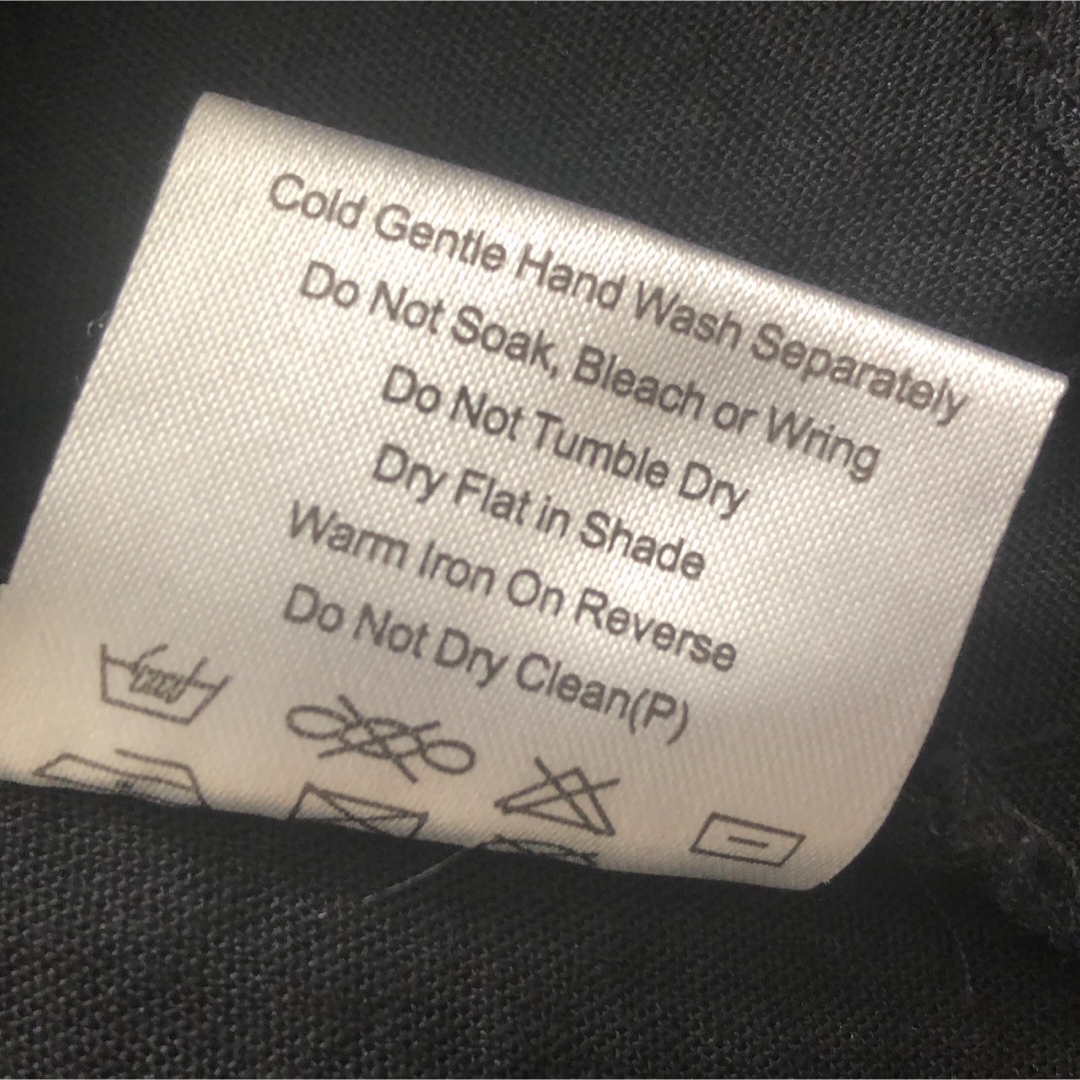 Cold Gentle Hand Wash Separately
Do Not Soak, Bleach or Wring
Do Not Tumble Dry
Dry Flat in Shade
Warm Iron On Reverse
Do Not Dry Clean(P)